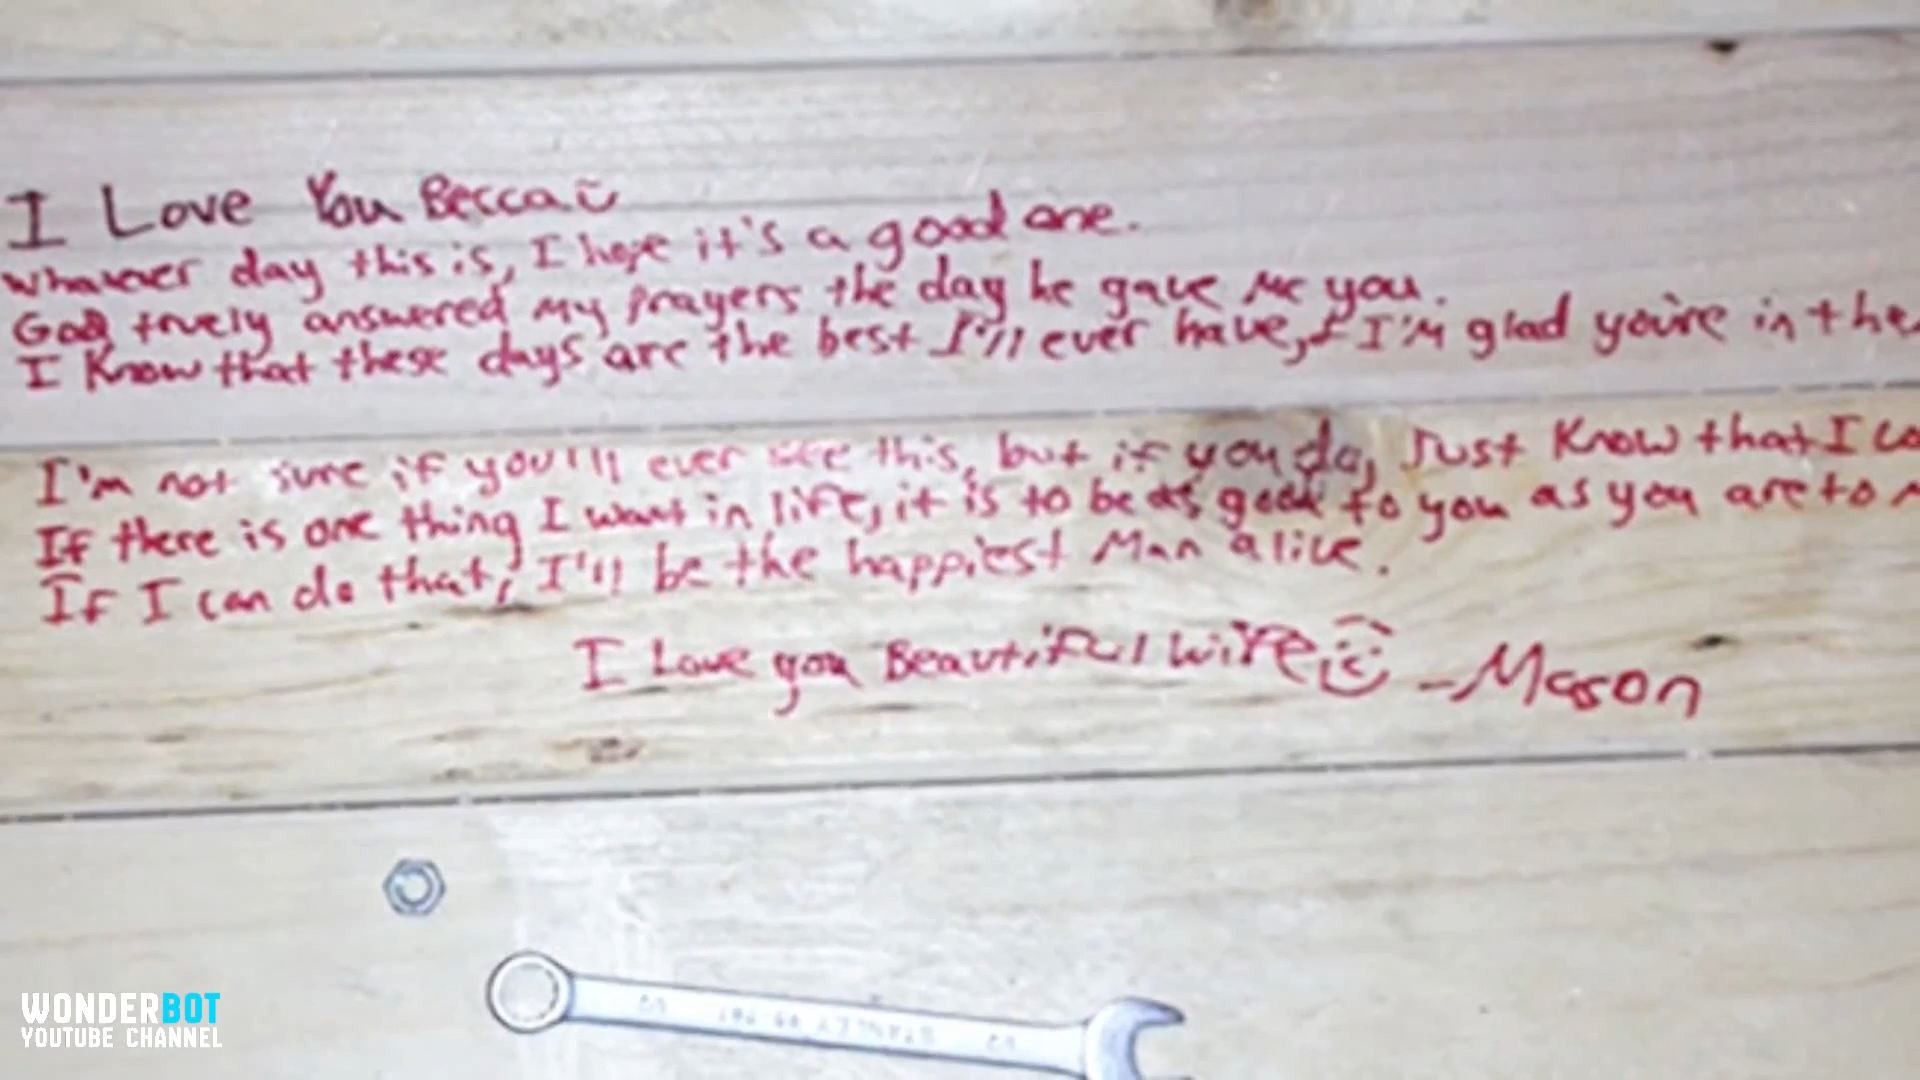 I Love You Becca
Whatever day this is, I hope it's a good one.
God truely answered my prayers the day he gave me you.
I Know that these days are the best I'll ever have, & I'm glad you're in the
I'm not sure if you'll ever see this, but if you do, Just Know that I
If there is one thing I want in life, it is to be as good to you as you are to
If I can do that, I'll be the happiest Man alive.
I Love you Beautiful wife -Mason
STANLEY
WONDERBOT
YOUTUBE CHANNEL